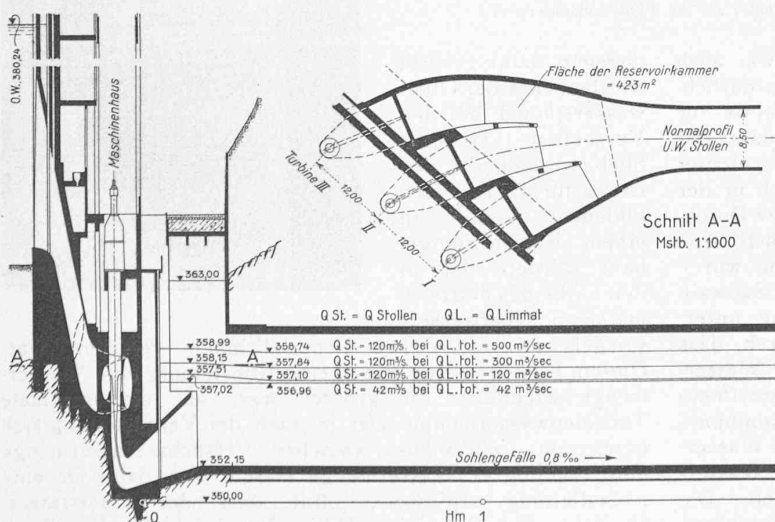 O.W. 380,24
Maschinenhaus
Fläche der Reservoirkammer
= 423 m²
Normalprofil
U.W. Stollen
8,50
Turbine III
12,00
II
12,00
I
Schnitt A-A
Mstb. 1:1000
363,00
Q St. = Q Stollen Q L. = Q Limmat
358,99 358,74 Q St. = 120 m³/s. bei Q L. tot. = 500 m³/sec
358,15 A 357,84 Q St. = 120 m³/s. bei Q L. tot. = 300 m³/sec
A 357,51 357,10 Q St. = 120 m³/s. bei Q L. tot. = 120 m³/sec
357,02 356,96 Q St. = 42 m³/s. bei Q L. tot. = 42 m³/sec
352,15
Sohlengefälle 0,8 ‰
350,00
0 Hm 1